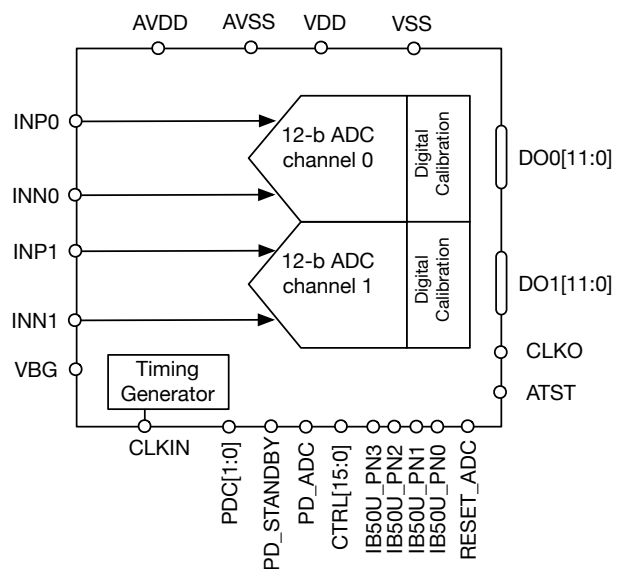 AVDD
AVSS
VDD
VSS
INP0
INN0
INP1
INN1
VBG
12-b ADC
channel 0
Digital
Calibration
12-b ADC
channel 1
Digital
Calibration
DO0[11:0]
DO1[11:0]
CLKO
ATST
Timing
Generator
CLKIN
PDC[1:0]
PD_STANDBY
PD_ADC
CTRL[15:0]
IB50U_PN3
IB50U_PN2
IB50U_PN1
IB50U_PN0
RESET_ADC